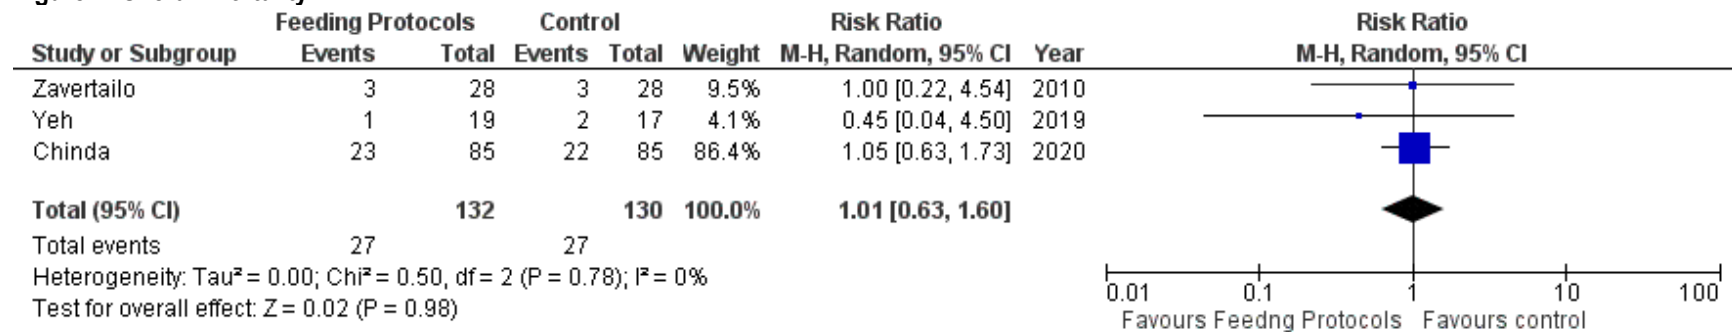 Feeding Protocols Control Risk Ratio Risk Ratio
Study or Subgroup Events Total Events Total Weight M-H, Random, 95% CI Year M-H, Random, 95% CI
Zavertailo 3 28 3 28 9.5% 1.00 [0.22, 4.54] 2010
Yeh 1 19 2 17 4.1% 0.45 [0.04, 4.50] 2019
Chinda 23 85 22 85 86.4% 1.05 [0.63, 1.73] 2020
Total (95% CI) 132 130 100.0% 1.01 [0.63, 1.60]
Total events 27 27
Heterogeneity: Tau² = 0.00; Chi² = 0.50, df = 2 (P = 0.78); I² = 0%
Test for overall effect: Z = 0.02 (P = 0.98)
0.01 0.1 1 10 100
Favours Feedng Protocols Favours control